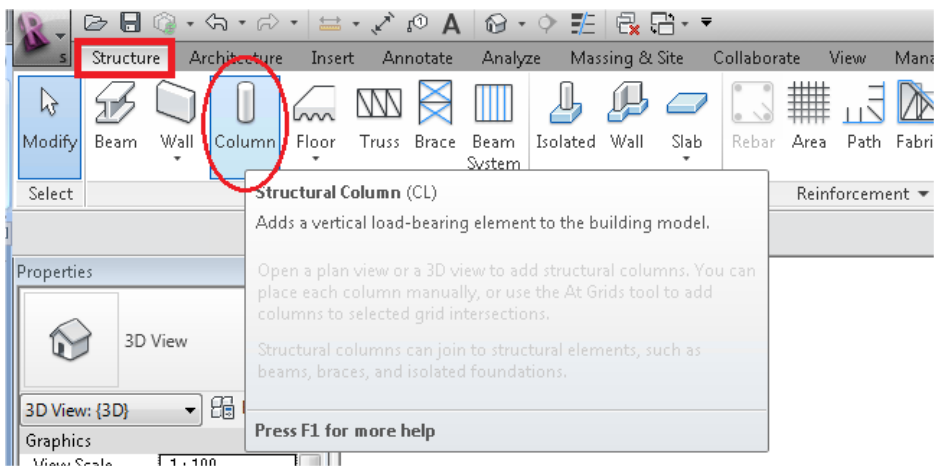 S
Structure Architecture Insert Annotate Analyze Massing & Site Collaborate View Mana
Modify Beam Wall Column Floor Truss Brace Beam System Isolated Wall Slab Rebar Area Path Fabri
Select Reinforcement
Structural Column (CL)
Adds a vertical load-bearing element to the building model.
Open a plan view or a 3D view to add structural columns. You can
place each column manually, or use the At Grids tool to add
columns to selected grid intersections.
Structural columns can join to structural elements, such as
beams, braces, and isolated foundations.
Press F1 for more help
Properties
3D View
3D View: {3D}
Graphics
View Scale 1 : 100